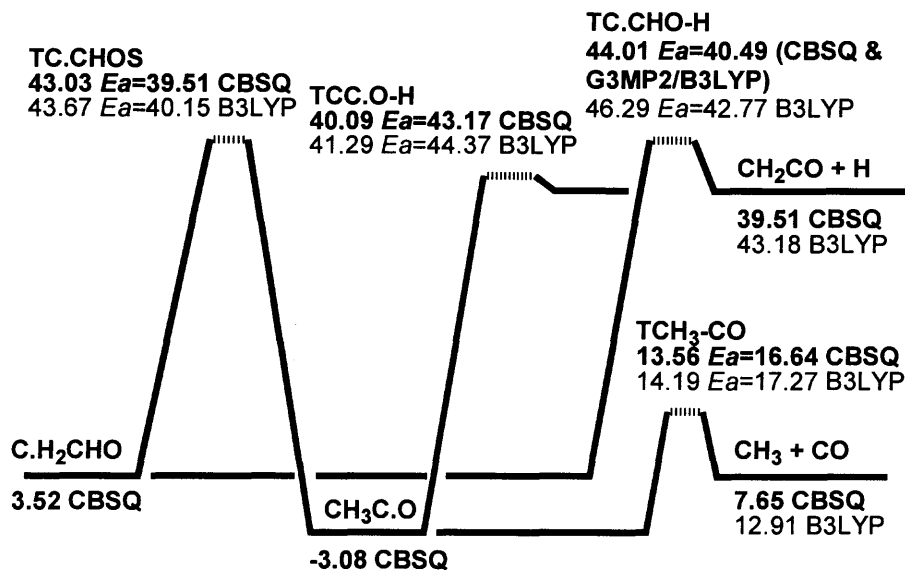 TC.CHOS
43.03 Ea=39.51 CBSQ
43.67 Ea=40.15 B3LYP
TCC.O-H
40.09 Ea=43.17 CBSQ
41.29 Ea=44.37 B3LYP
TC.CHO-H
44.01 Ea=40.49 (CBSQ &
G3MP2/B3LYP)
46.29 Ea=42.77 B3LYP
CH₂CO + H
39.51 CBSQ
43.18 B3LYP
TCH₃-CO
13.56 Ea=16.64 CBSQ
14.19 Ea=17.27 B3LYP
C.H₂CHO
3.52 CBSQ
CH₃C.O
-3.08 CBSQ
CH₃ + CO
7.65 CBSQ
12.91 B3LYP